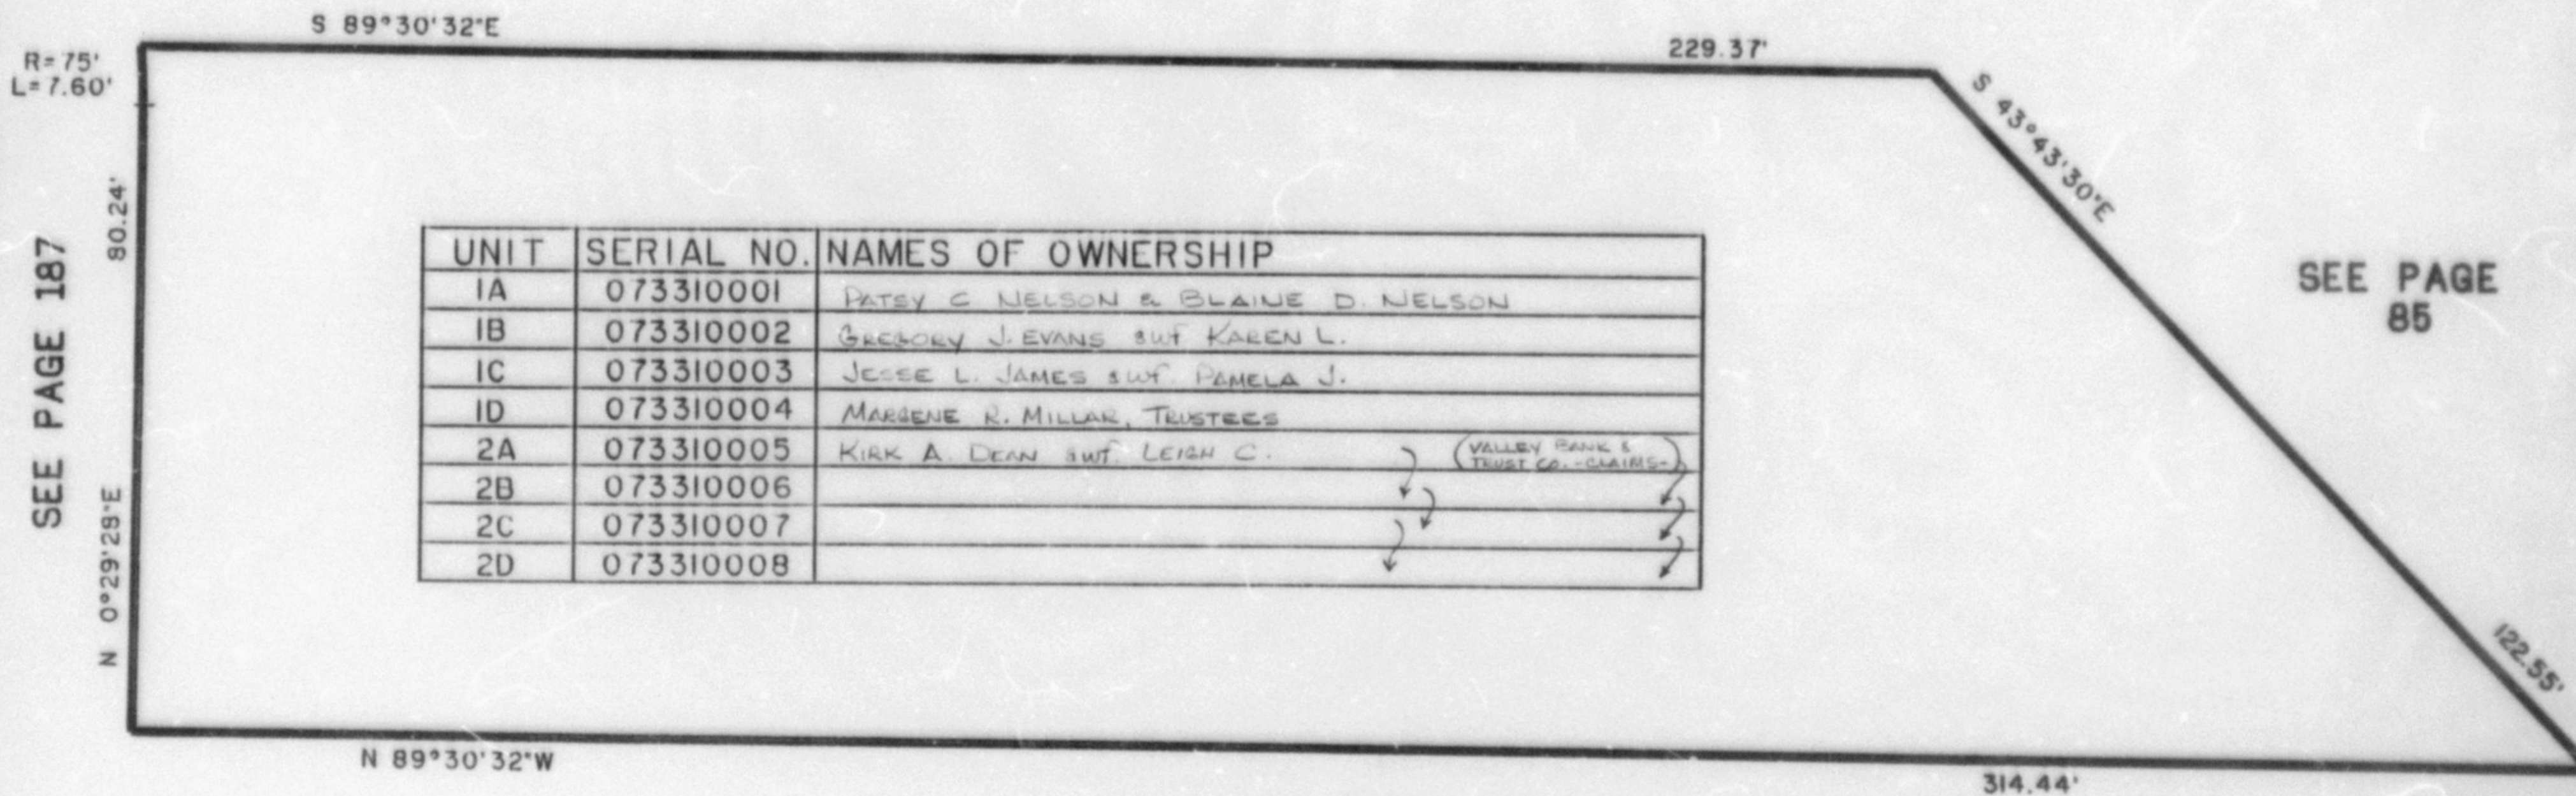 S 89°30'32"E
229.37'
R=75'
L=7.60'
S 43°43'30"E
80.24'
SEE PAGE 187
N 0°29'28"E
UNIT SERIAL NO. NAMES OF OWNERSHIP
1A 073310001 PATSY C NELSON & BLAINE D. NELSON
1B 073310002 GREGORY J. EVANS &wf KAREN L.
1C 073310003 JESSE L. JAMES &wf. PAMELA J.
1D 073310004 MARGENE R. MILLAR, TRUSTEES
2A 073310005 KIRK A. DEAN &wf. LEIGH C. (VALLEY BANK &
TRUST CO. -CLAIMS-)
2B 073310006
2C 073310007
2D 073310008
SEE PAGE
85
122.55'
N 89°30'32"W
314.44'